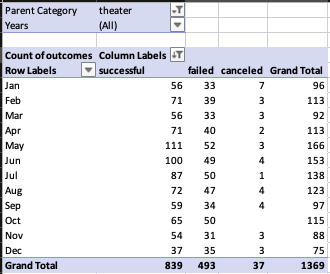 Parent Category theater
Years (All)
Count of outcomes Column Labels
Row Labels successful failed canceled Grand Total
Jan 56 33 7 96
Feb 71 39 3 113
Mar 56 33 3 92
Apr 71 40 2 113
May 111 52 3 166
Jun 100 49 4 153
Jul 87 50 1 138
Aug 72 47 4 123
Sep 59 34 4 97
Oct 65 50 115
Nov 54 31 3 88
Dec 37 35 3 75
Grand Total 839 493 37 1369